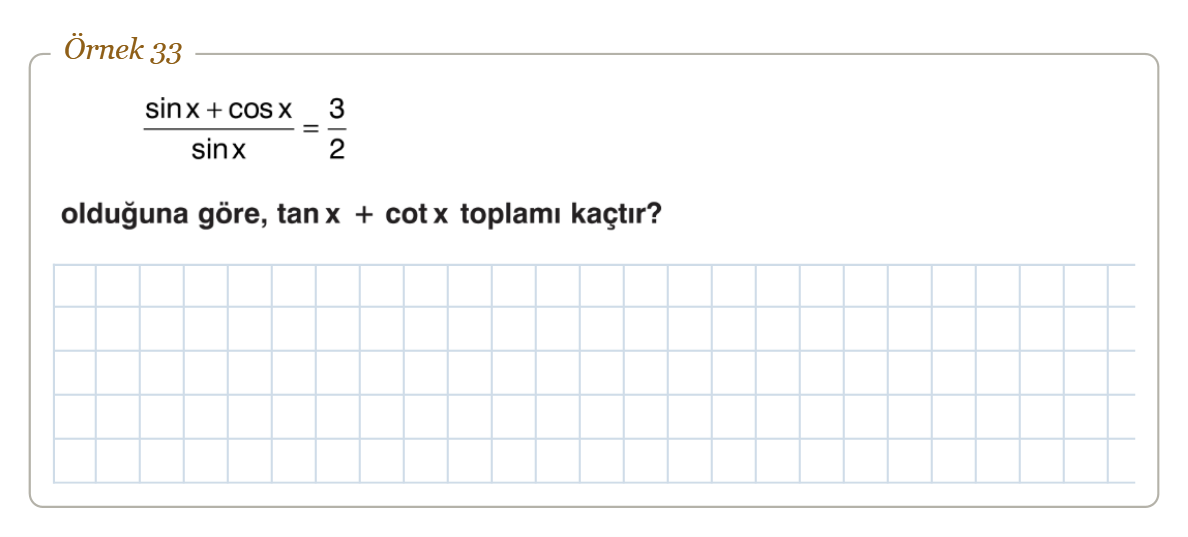 Örnek 33
sin x + cos x / sin x = 3 / 2
olduğuna göre, tan x + cot x toplamı kaçtır?